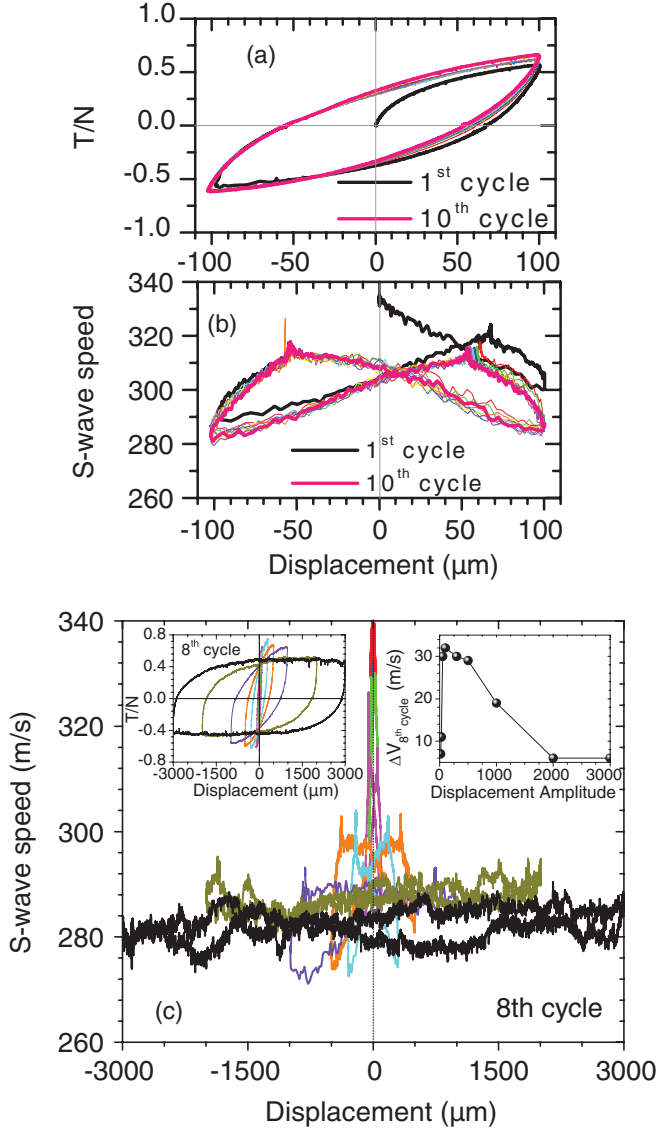 1.0
(a)
0.5
T/N
0.0
-0.5
1st cycle
10th cycle
-1.0
-100 -50 0 50 100
340
(b)
320
S-wave speed
300
280
1st cycle
10th cycle
260
-100 -50 0 50 100
Displacement (µm)
340
0.8
8th cycle
0.4
T/N
0.0
-0.4
-0.8
-3000 -1500 0 1500 3000
Displacement (µm)
30
ΔV8th cycle (m/s)
20
10
0 1000 2000 3000
Displacement Amplitude
320
S-wave speed (m/s)
300
280
(c)
8th cycle
260
-3000 -1500 0 1500 3000
Displacement (µm)